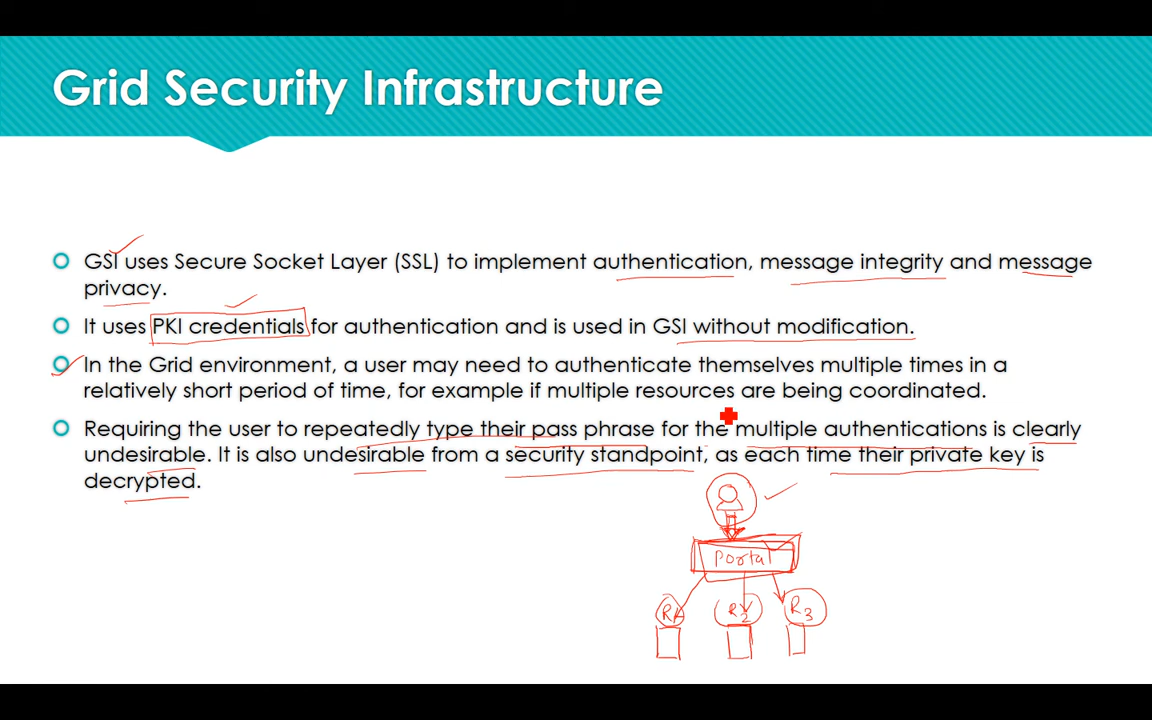 Grid Security Infrastructure
GSI uses Secure Socket Layer (SSL) to implement authentication, message integrity and message
privacy.
It uses PKI credentials for authentication and is used in GSI without modification.
In the Grid environment, a user may need to authenticate themselves multiple times in a
relatively short period of time, for example if multiple resources are being coordinated.
Requiring the user to repeatedly type their pass phrase for the multiple authentications is clearly
undesirable. It is also undesirable from a security standpoint, as each time their private key is
decrypted.
Portal
R1 R2 R3